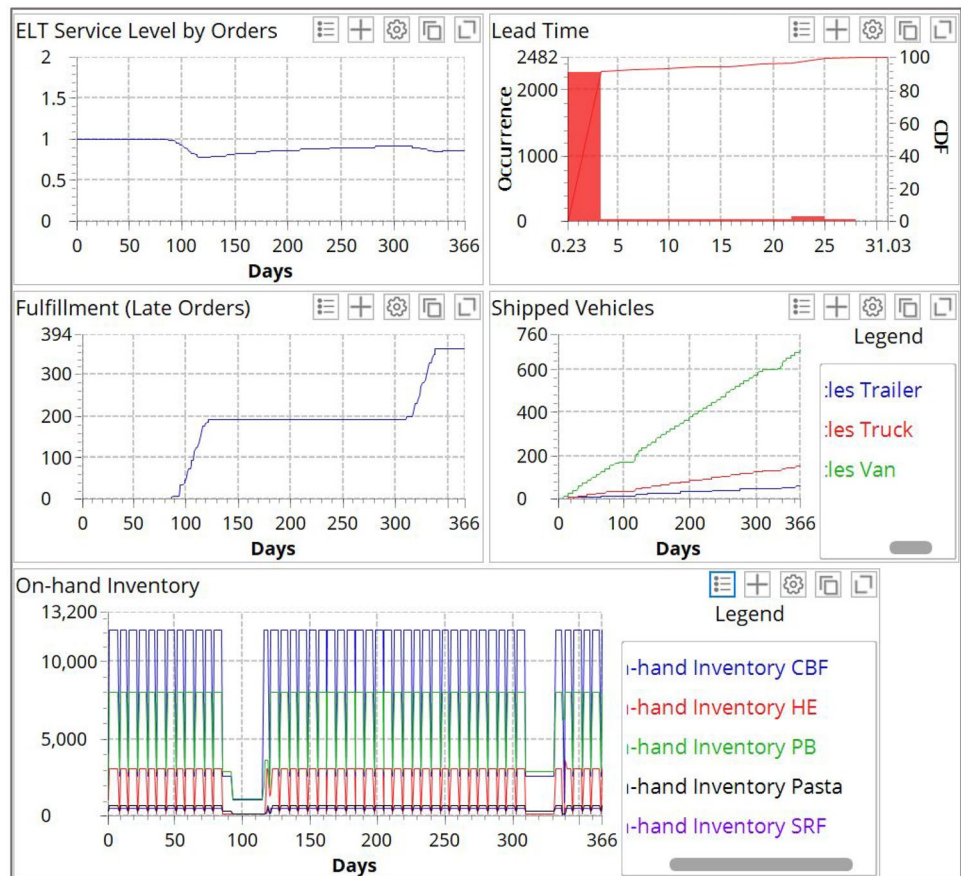 ELT Service Level by Orders
2
1.5
1
0.5
0
0 50 100 150 200 250 300 366
Days
Lead Time
2482
2000
1000
0
Occurrence
100
80
60
40
20
0
CDF
0.23 5 10 15 20 25 31.03
Fulfillment (Late Orders)
394
300
200
100
0
0 50 100 150 200 250 300 366
Days
Shipped Vehicles
760
600
400
200
0
0 100 200 300 366
Days
Legend
:les Trailer
:les Truck
:les Van
On-hand Inventory
13,200
10,000
5,000
0
0 50 100 150 200 250 300 366
Days
Legend
-hand Inventory CBF
-hand Inventory HE
-hand Inventory PB
-hand Inventory Pasta
-hand Inventory SRF